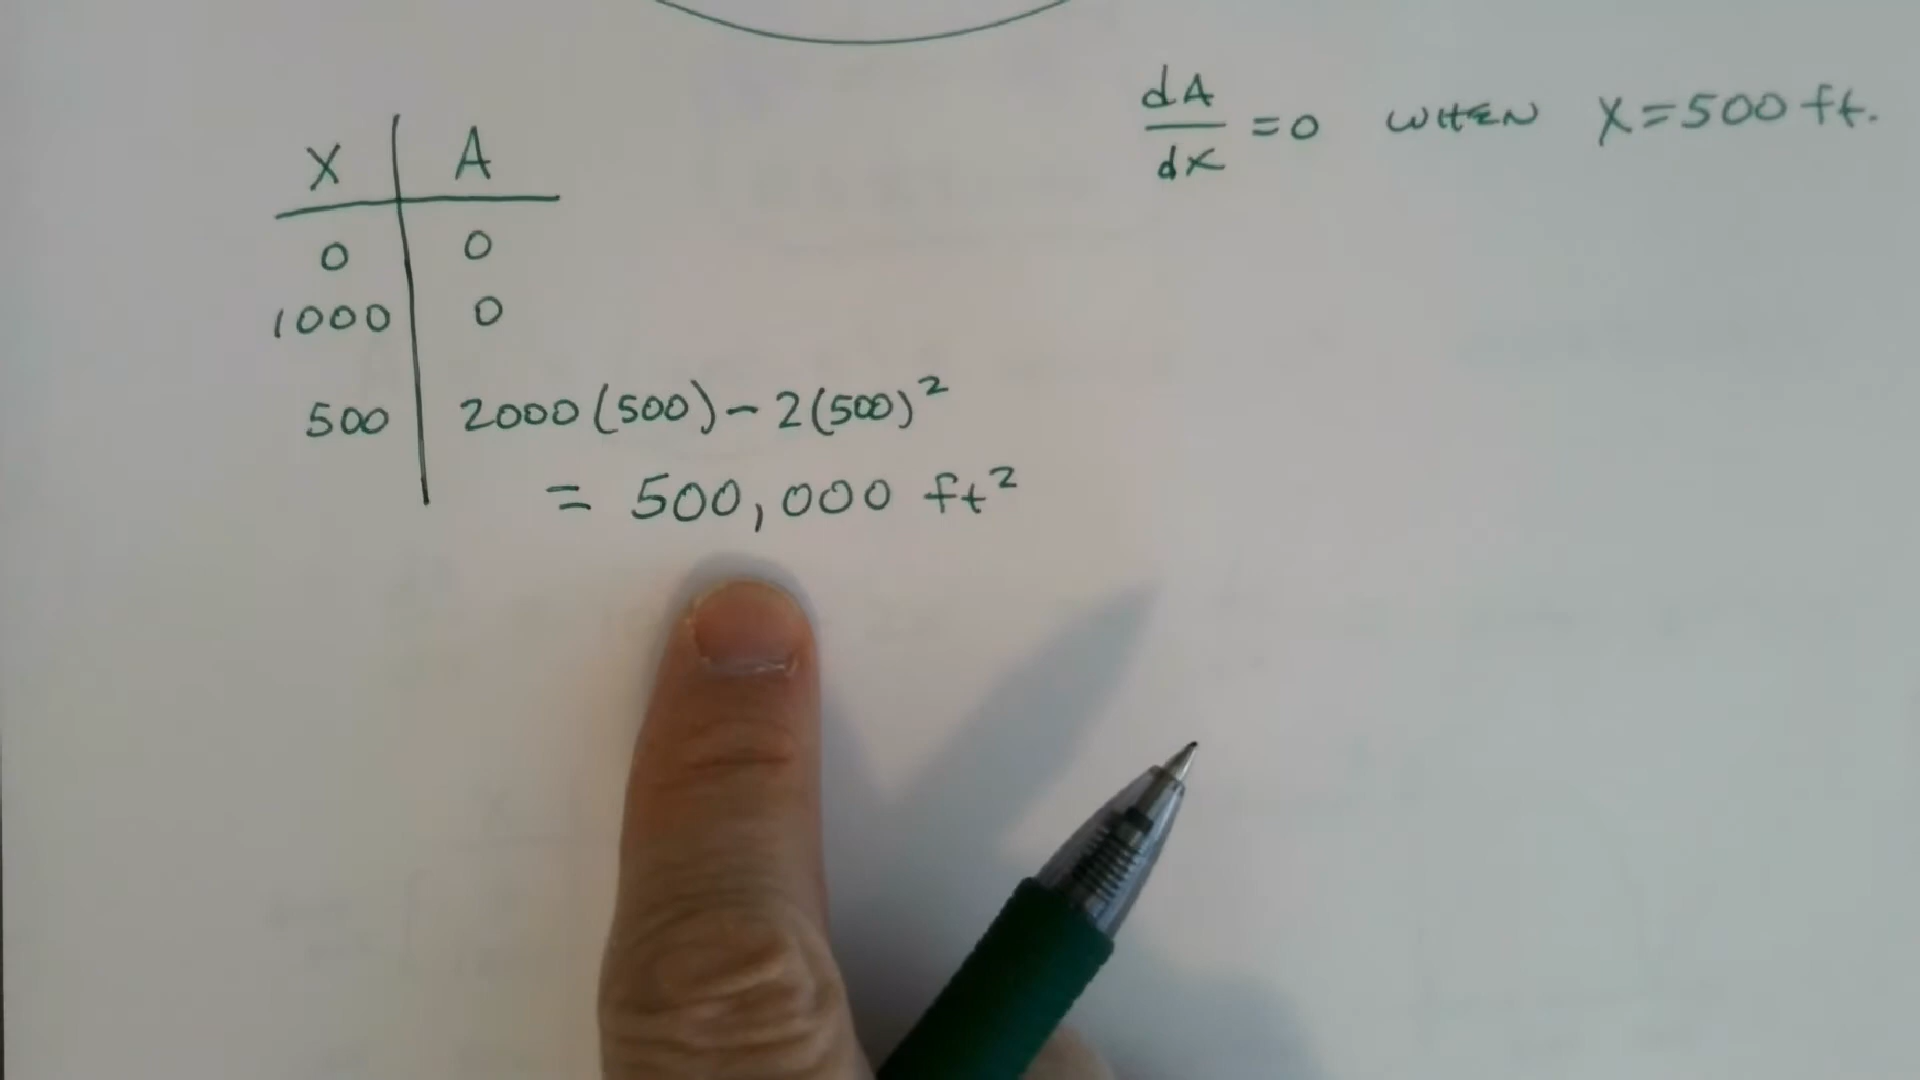 dA/dx = 0 WHEN X = 500 ft.
X | A
0 | 0
1000 | 0
500 | 2000(500) - 2(500)²
= 500,000 ft²